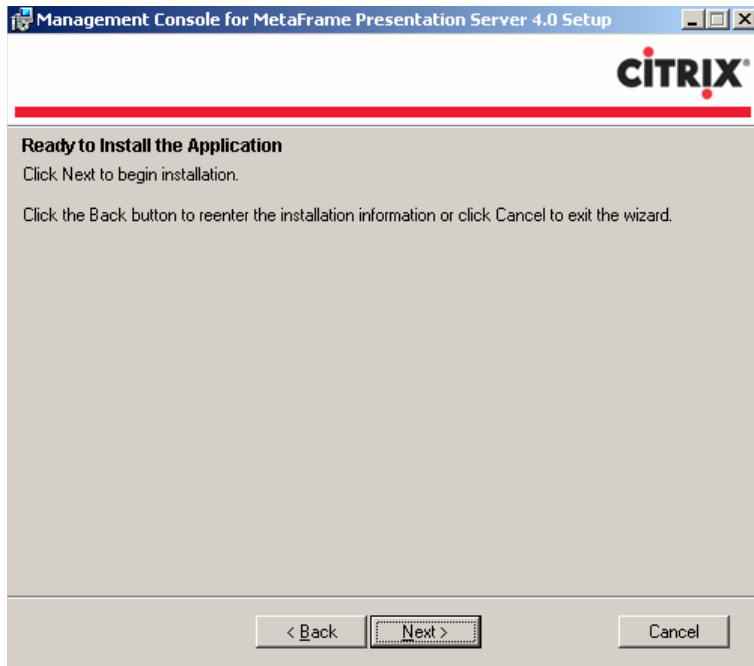 Management Console for MetaFrame Presentation Server 4.0 Setup
CITRIX®
Ready to Install the Application
Click Next to begin installation.
Click the Back button to reenter the installation information or click Cancel to exit the wizard.
< Back
Next >
Cancel